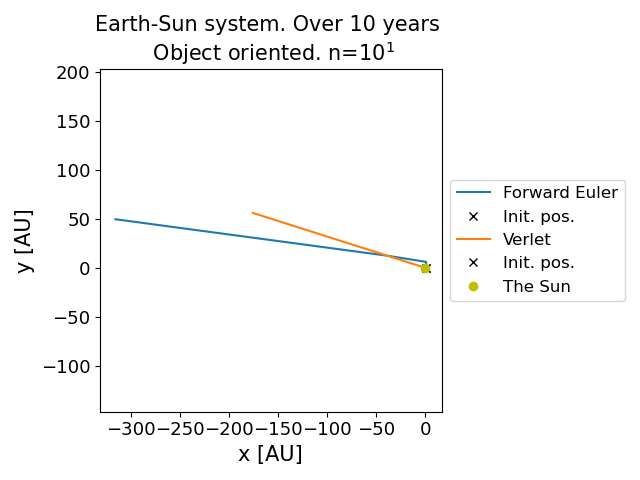 Earth-Sun system. Over 10 years
Object oriented. n=10¹
200
150
100
50
0
−50
−100
y [AU]
−300
−250
−200
−150
−100
−50
0
x [AU]
Forward Euler
Init. pos.
Verlet
Init. pos.
The Sun